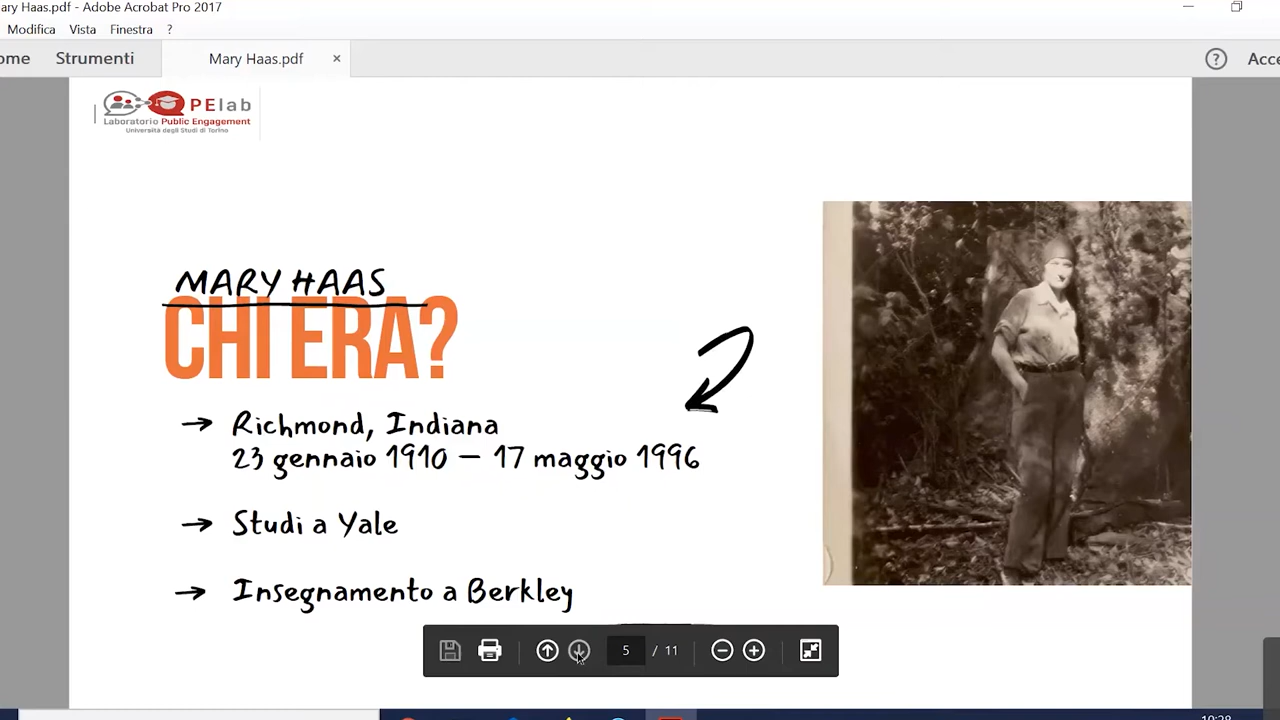 ary Haas.pdf - Adobe Acrobat Pro 2017
Modifica Vista Finestra ?
ome Strumenti Mary Haas.pdf × ? Acce
PElab
Laboratorio Public Engagement
Università degli Studi di Torino
MARY HAAS
CHI ERA?
→ Richmond, Indiana
23 gennaio 1910 – 17 maggio 1996
→ Studi a Yale
→ Insegnamento a Berkley
5 / 11